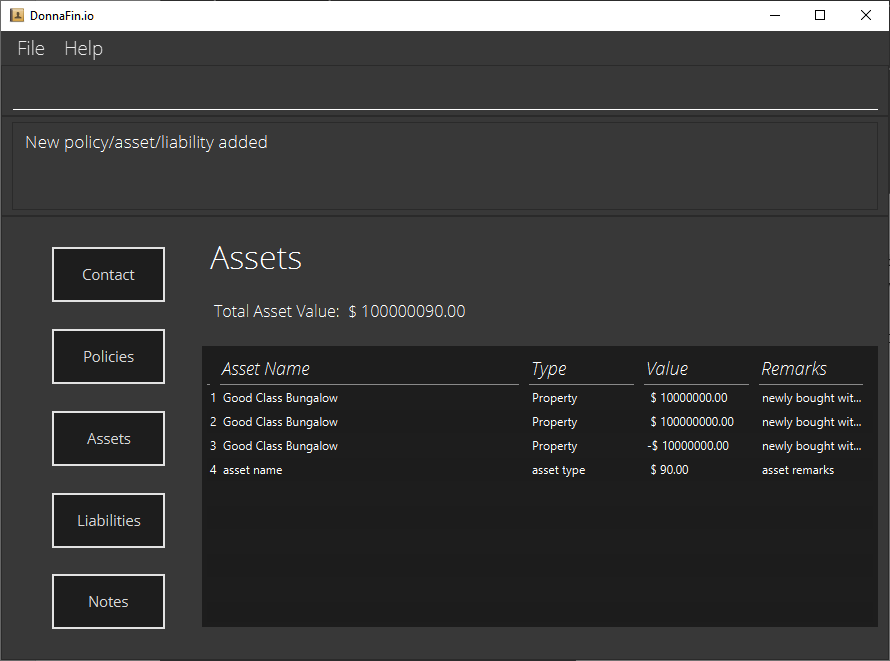 DonnaFin.io
File Help
New policy/asset/liability added
Contact
Policies
Assets
Liabilities
Notes
Assets
Total Asset Value: $ 100000090.00
Asset Name Type Value Remarks
1 Good Class Bungalow Property $ 10000000.00 newly bought wit...
2 Good Class Bungalow Property $ 100000000.00 newly bought wit...
3 Good Class Bungalow Property -$ 10000000.00 newly bought wit...
4 asset name asset type $ 90.00 asset remarks